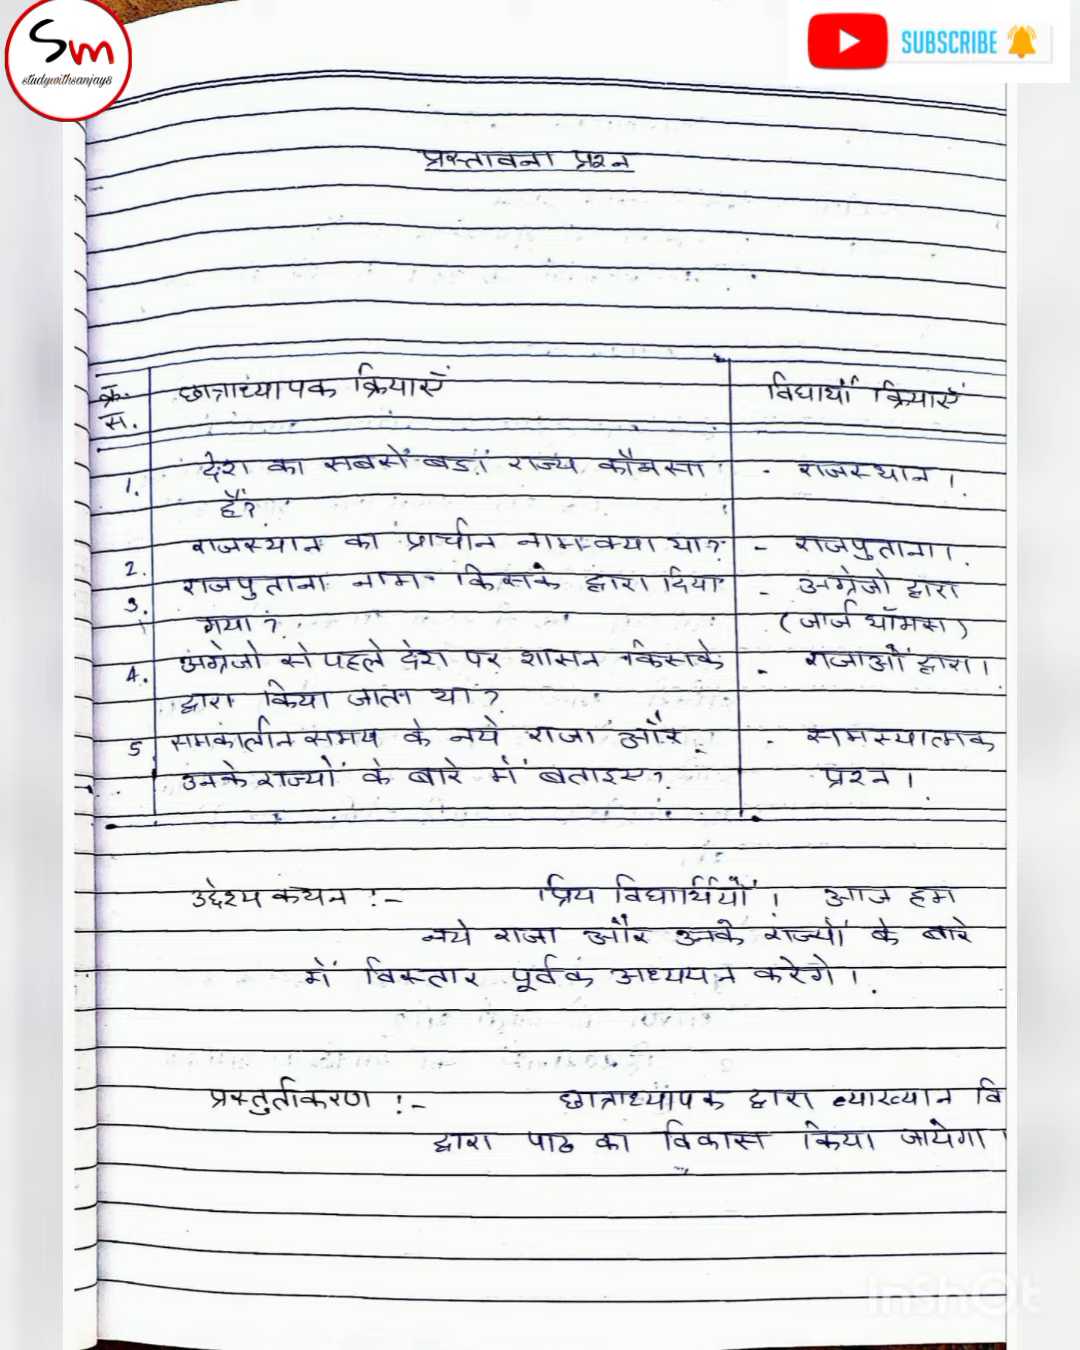 Sm
studywithsanjay8
SUBSCRIBE
प्रस्तावना प्रश्न
क्र. स. छात्राध्यापक क्रियाएँ विद्यार्थी क्रियाएँ
1. देश का सबसे बड़ा राज्य कौनसा - राजस्थान।
है?
2. राजस्थान का प्राचीन नाम क्या था? - राजपुताना।
3. राजपुताना नाम किसके द्वारा दिया - अंग्रेजो द्वारा
गया? (जार्ज थॉमस)
4. अंग्रेजो से पहले देश पर शासन किसके - राजाओं द्वारा।
द्वारा किया जाता था?
5 समकालीन समय के नये राजा और - समस्यात्मक
उनके राज्यों के बारे में बताइए? प्रश्न।
उद्देश्य कथन :- प्रिय विद्यार्थियों। आज हम
नये राजा और उनके राज्यों के बारे
में विस्तार पूर्वक अध्ययन करेगे।
प्रस्तुतीकरण :- छात्राध्यापक द्वारा व्याख्यान वि
द्वारा पाठ का विकास किया जायेगा।
InShOt